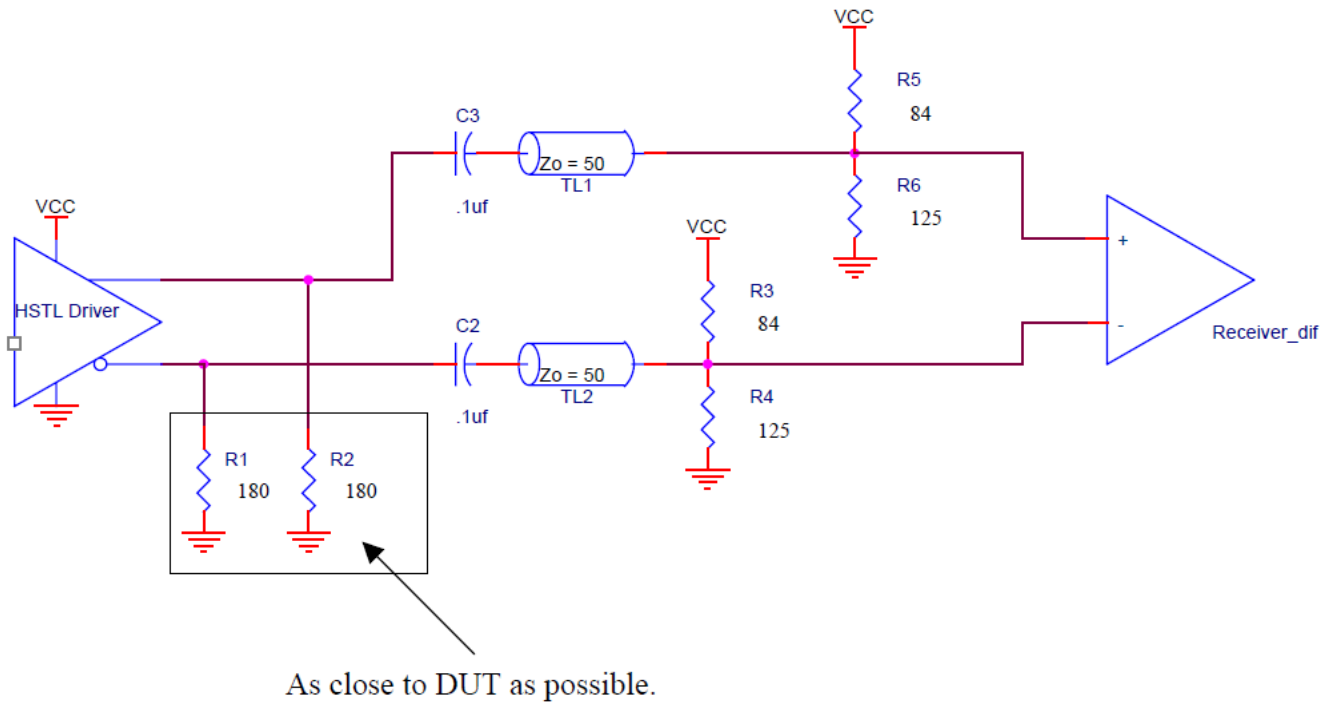 VCC
R5
84
C3
Zo = 50
TL1
.1uf
R6
125
VCC
VCC
+
HSTL Driver
R3
84
C2
-
Receiver_dif
Zo = 50
TL2
.1uf
R4
125
R1
180
R2
180
As close to DUT as possible.